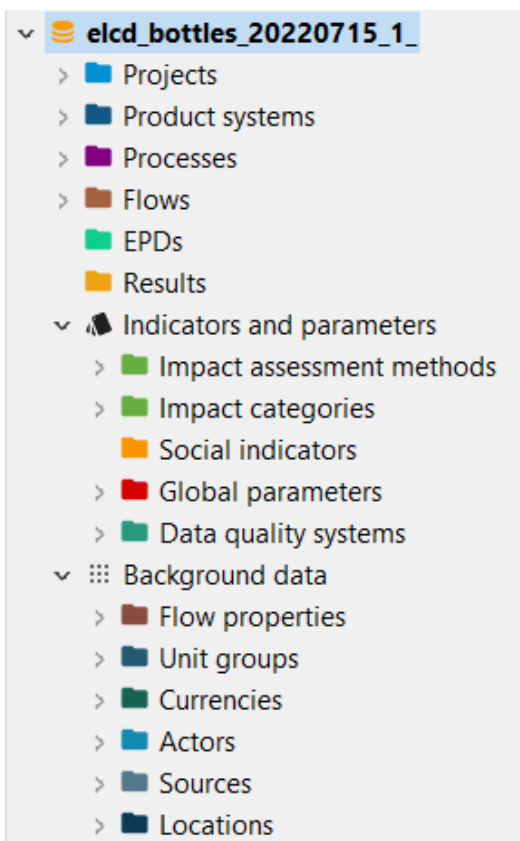 elcd_bottles_20220715_1_
Projects
Product systems
Processes
Flows
EPDs
Results
Indicators and parameters
Impact assessment methods
Impact categories
Social indicators
Global parameters
Data quality systems
Background data
Flow properties
Unit groups
Currencies
Actors
Sources
Locations